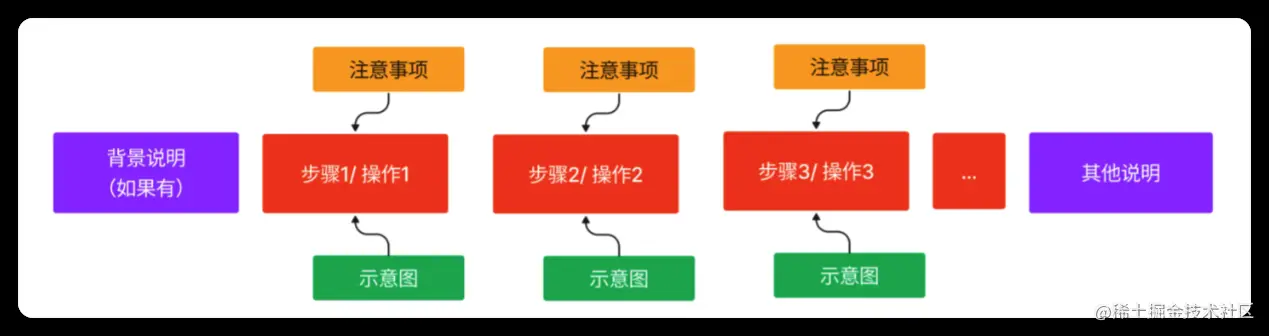 注意事项
注意事项
注意事项
背景说明
（如果有）
步骤1/ 操作1
步骤2/ 操作2
步骤3/ 操作3
...
其他说明
示意图
示意图
示意图
@稀土掘金技术社区